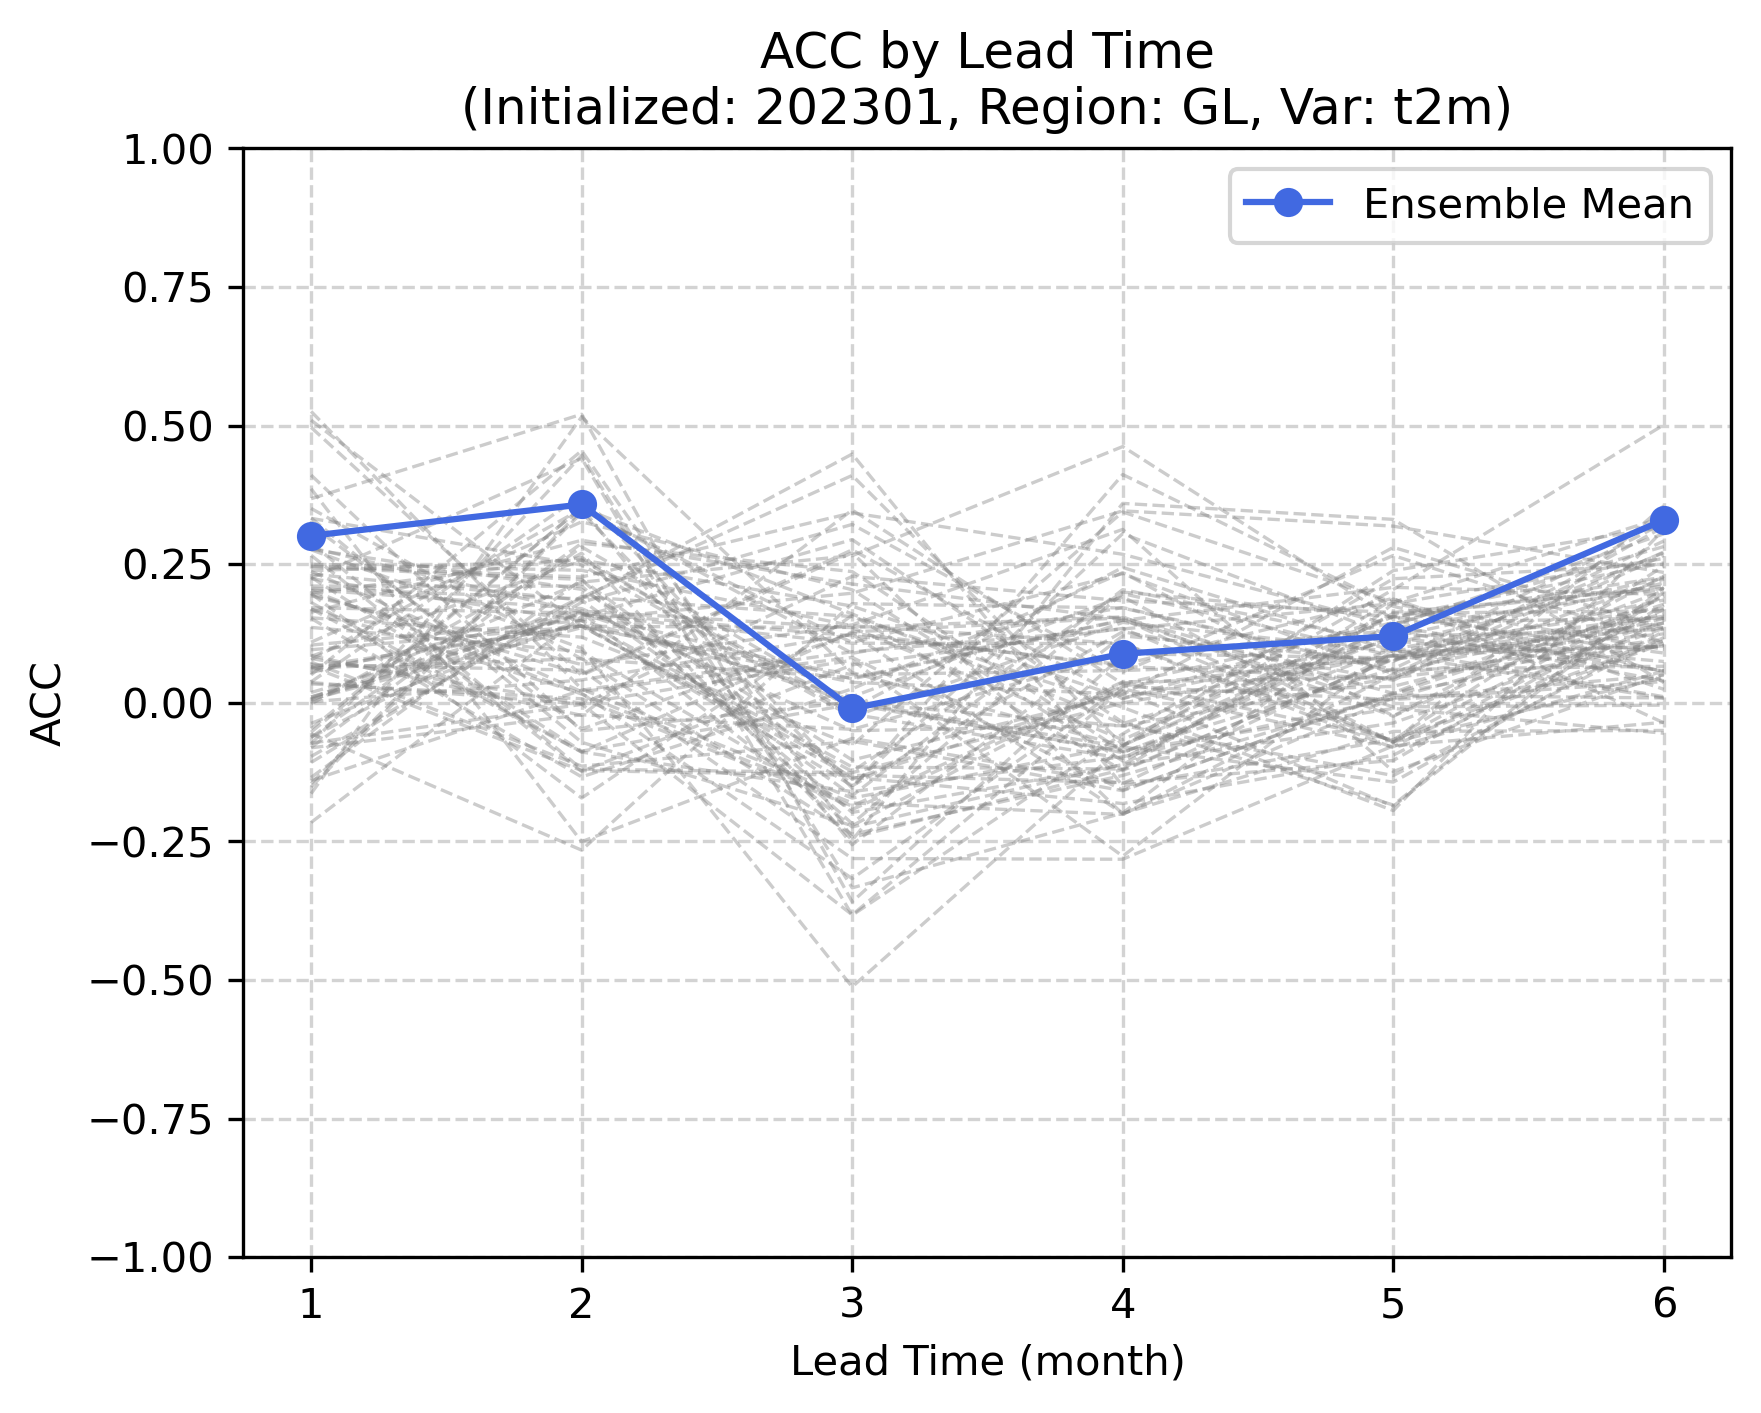 ACC by Lead Time
(Initialized: 202301, Region: GL, Var: t2m)
Ensemble Mean
1.00
0.75
0.50
0.25
0.00
−0.25
−0.50
−0.75
−1.00
ACC
1 2 3 4 5 6
Lead Time (month)